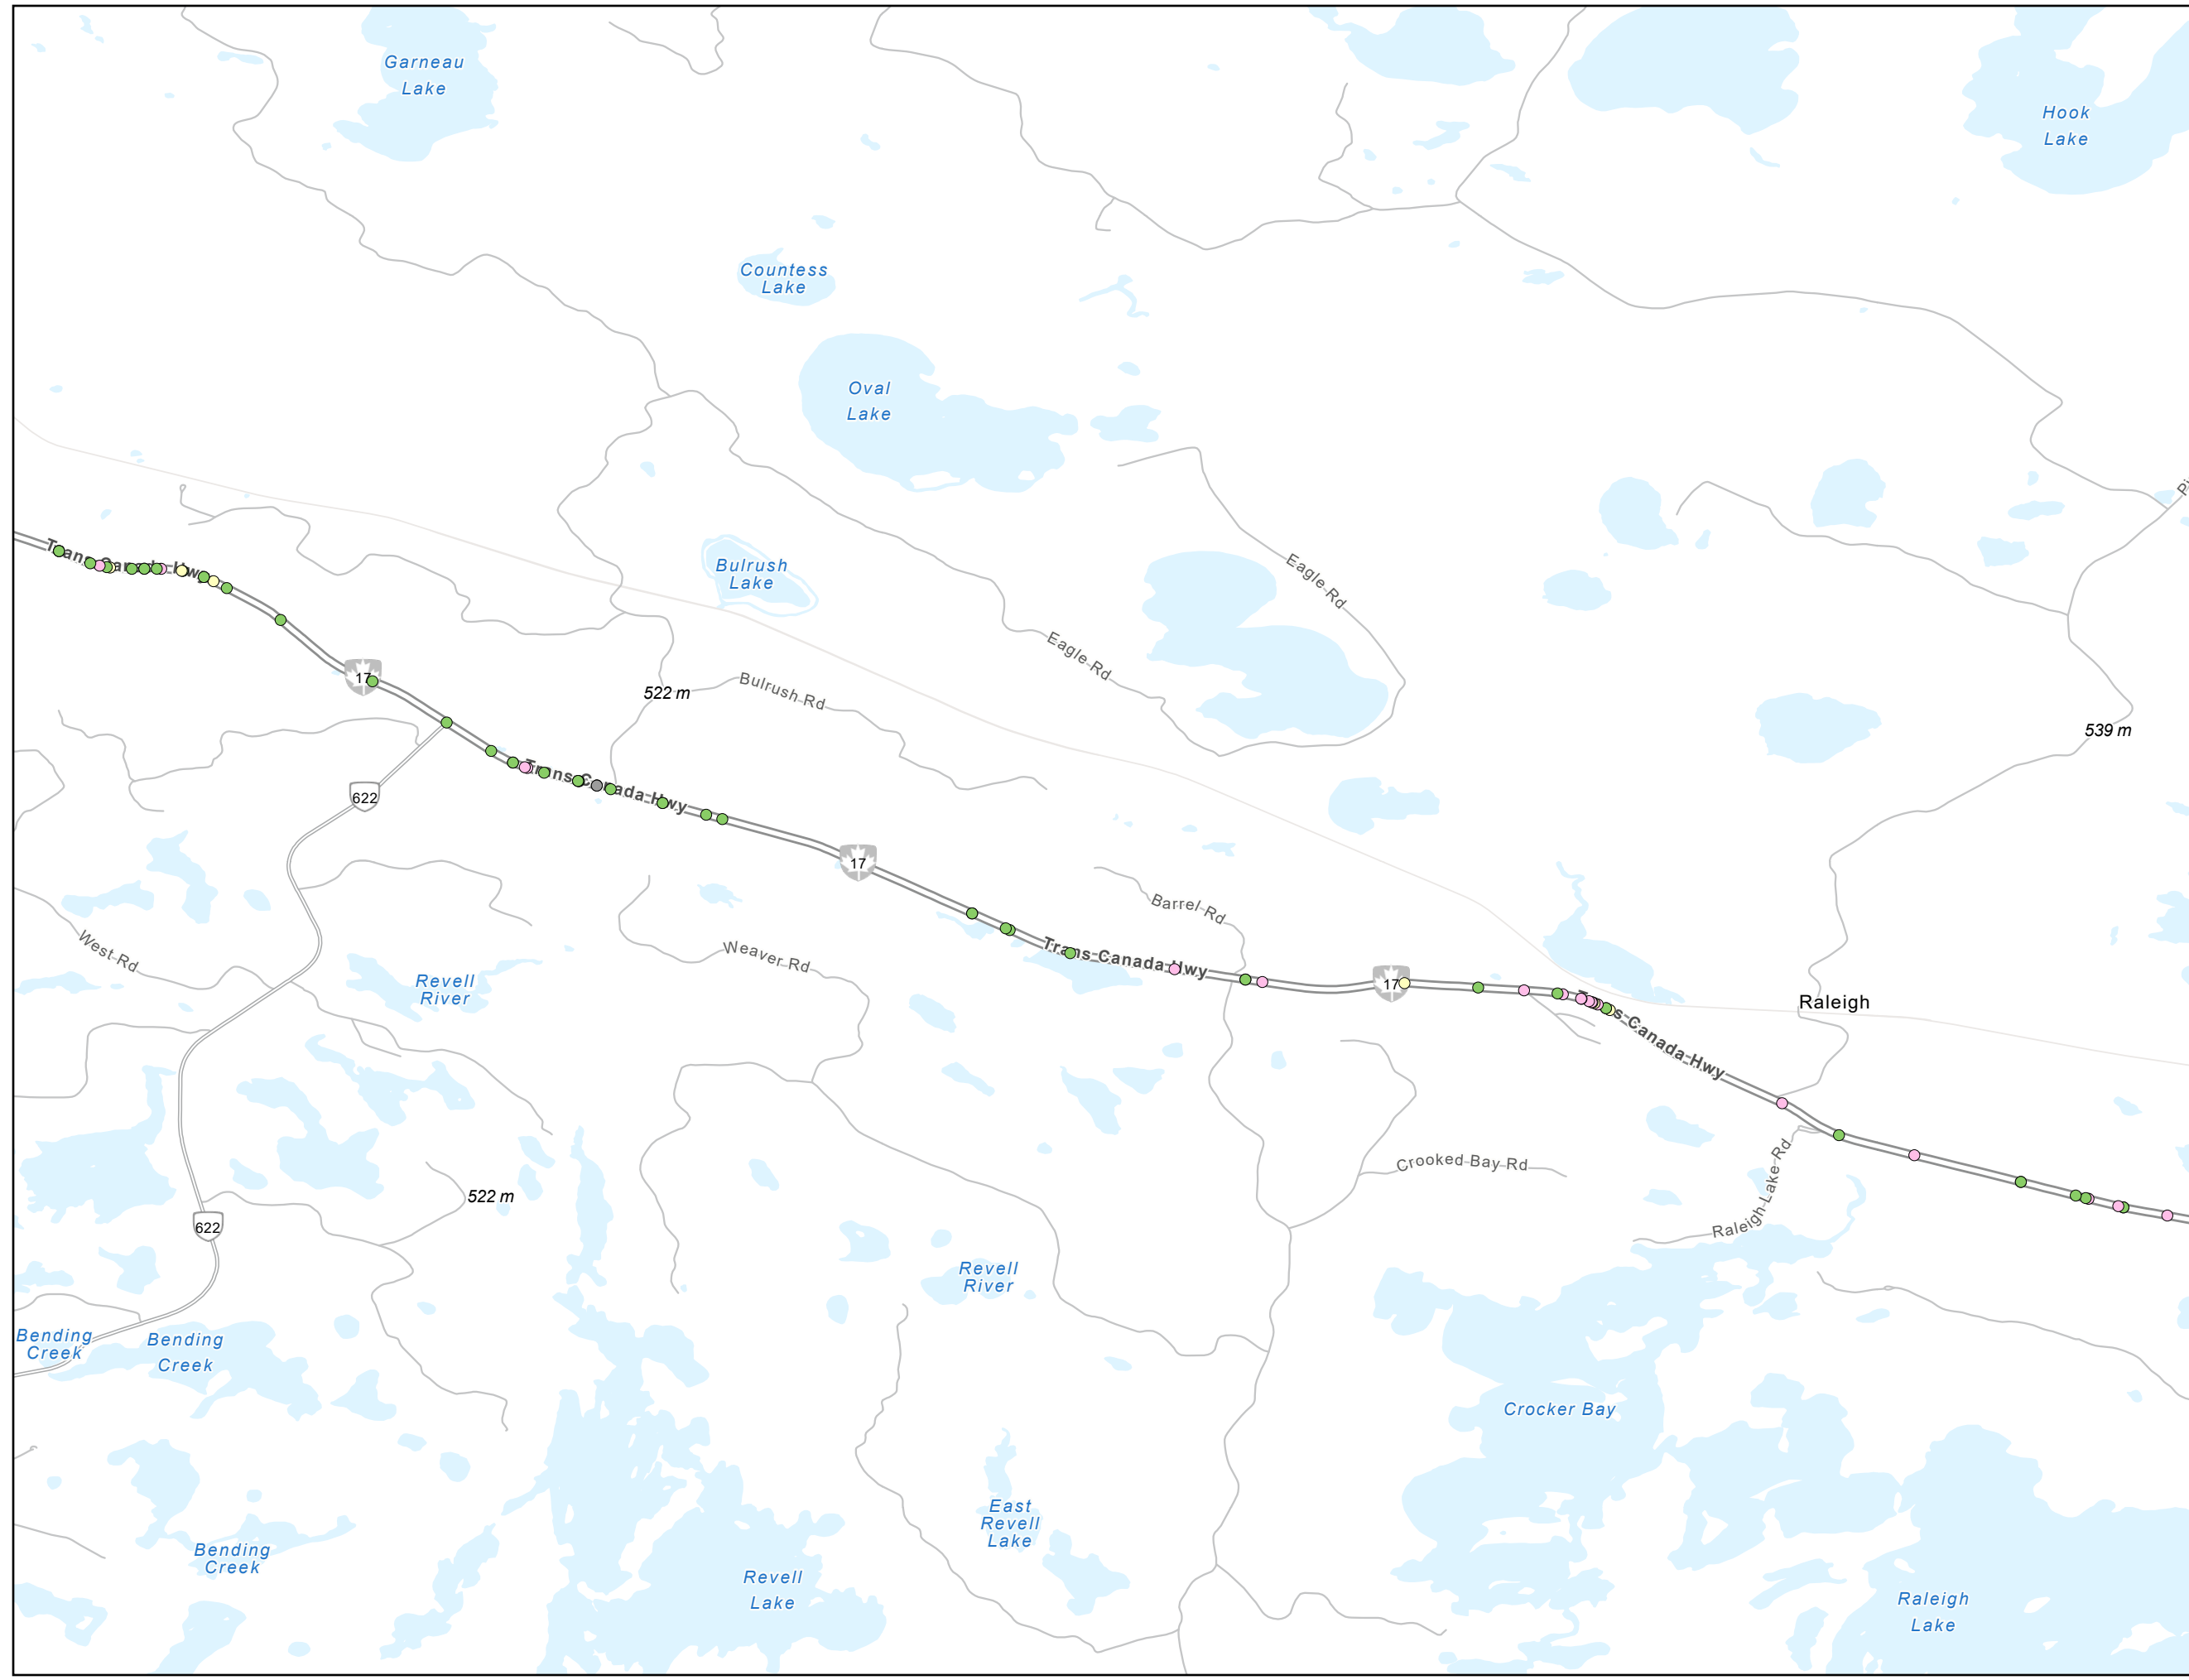 Garneau
Lake
Hook
Lake
Countess
Lake
Oval
Lake
Trans-Canada-Hwy
Bulrush
Lake
Eagle-Rd
Eagle-Rd
17
522 m
Bulrush Rd
539 m
622
Trans-Canada-Hwy
17
Barrel Rd
West-Rd
Weaver Rd
Trans-Canada-Hwy
Revell
River
17
Raleigh
s-Canada-Hwy
Crooked Bay Rd
Raleigh-Lake-Rd
522 m
622
Revell
River
Bending
Creek
Bending
Creek
Crocker Bay
East
Revell
Lake
Bending
Creek
Revell
Lake
Raleigh
Lake